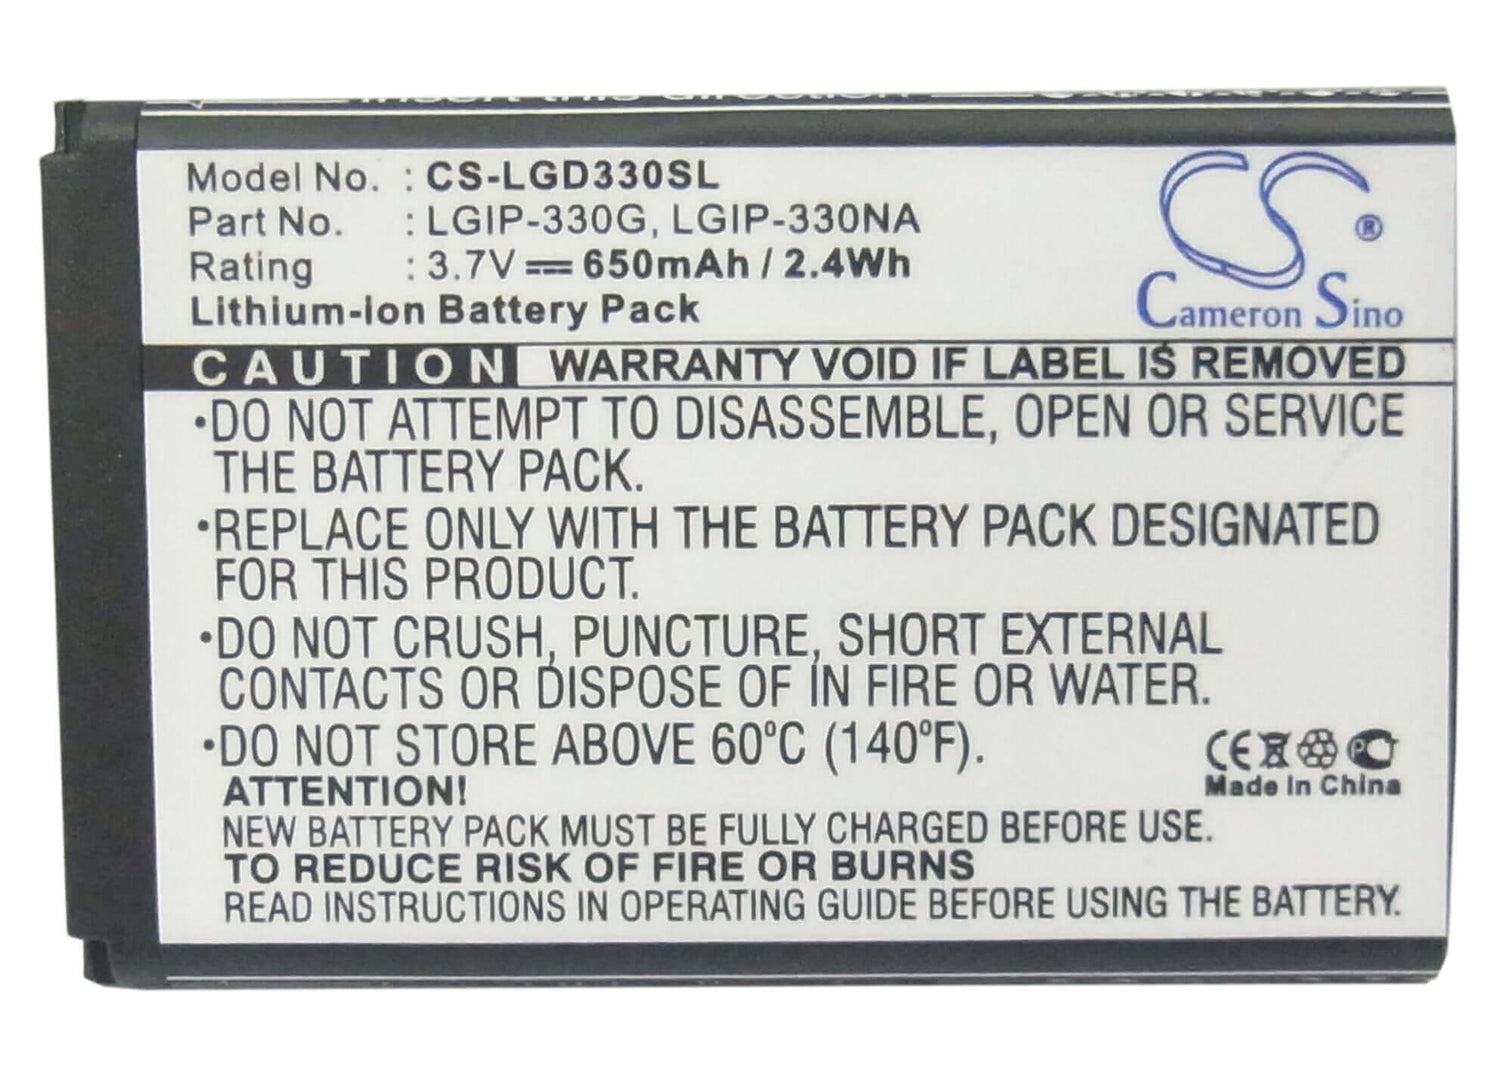 Insert this direction
Model No. : CS-LGD330SL
Part No. : LGIP-330G, LGIP-330NA
Rating : 3.7V 650mAh / 2.4Wh
Lithium-Ion Battery Pack
CS ®
Cameron Sino
CAUTION WARRANTY VOID IF LABEL IS REMOVED
•DO NOT ATTEMPT TO DISASSEMBLE, OPEN OR SERVICE
THE BATTERY PACK.
•REPLACE ONLY WITH THE BATTERY PACK DESIGNATED
FOR THIS PRODUCT.
•DO NOT CRUSH, PUNCTURE, SHORT EXTERNAL
CONTACTS OR DISPOSE OF IN FIRE OR WATER.
•DO NOT STORE ABOVE 60°C (140°F).
CE
Made In China
ATTENTION!
NEW BATTERY PACK MUST BE FULLY CHARGED BEFORE USE.
TO REDUCE RISK OF FIRE OR BURNS
READ INSTRUCTIONS IN OPERATING GUIDE BEFORE USING THE BATTERY.